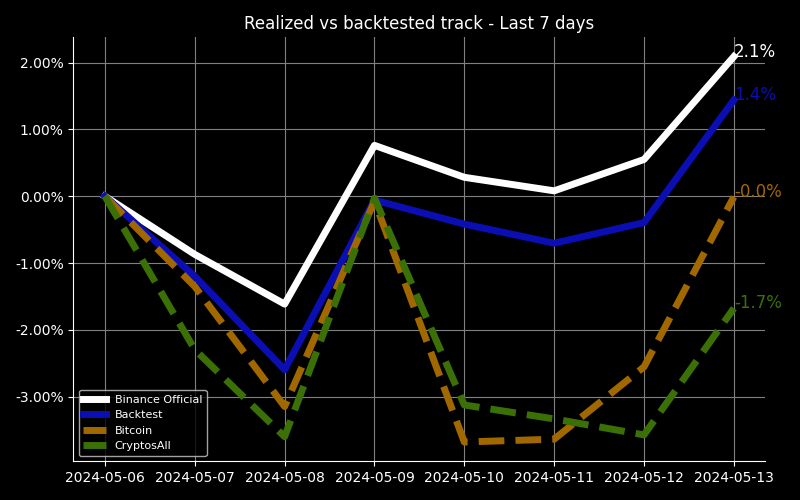 Realized vs backtested track - Last 7 days
2.00%
1.00%
0.00%
-1.00%
-2.00%
-3.00%
2.1%
1.4%
-0.0%
-1.7%
Binance Official
Backtest
Bitcoin
CryptosAll
2024-05-06 2024-05-07 2024-05-08 2024-05-09 2024-05-10 2024-05-11 2024-05-12 2024-05-13